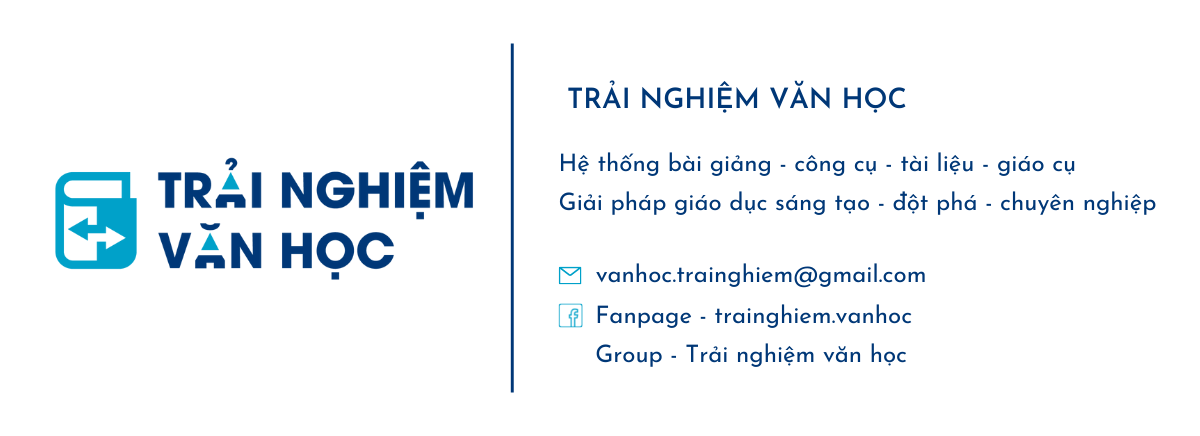 TRẢI NGHIỆM
VĂN HỌC
TRẢI NGHIỆM VĂN HỌC
Hệ thống bài giảng - công cụ - tài liệu - giáo cụ
Giải pháp giáo dục sáng tạo - đột phá - chuyên nghiệp
vanhoc.trainghiem@gmail.com
Fanpage - trainghiem.vanhoc
Group - Trải nghiệm văn học